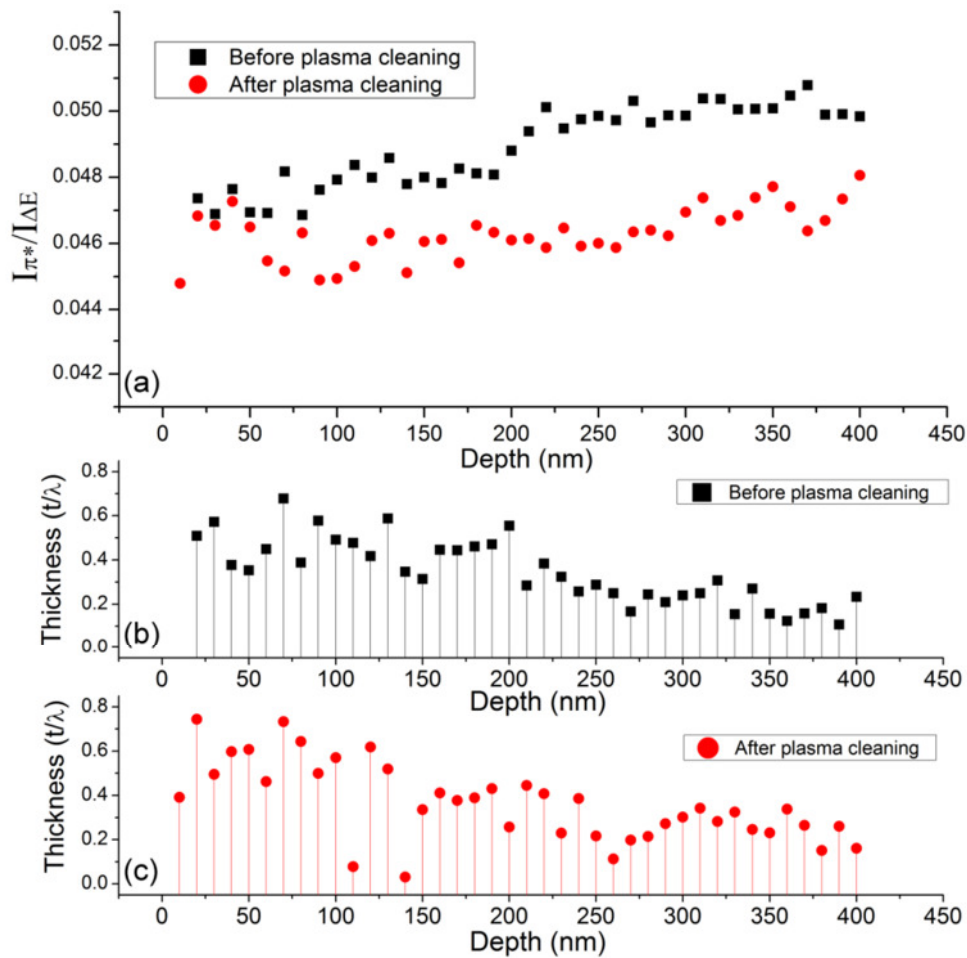 0.052
0.050
0.048
0.046
0.044
0.042
Iπ*/IΔE
Before plasma cleaning
After plasma cleaning
(a)
0 50 100 150 200 250 300 350 400 450
Depth (nm)
0.8
0.6
0.4
0.2
0.0
Thickness (t/λ)
Before plasma cleaning
(b)
0 50 100 150 200 250 300 350 400 450
Depth (nm)
0.8
0.6
0.4
0.2
0.0
Thickness (t/λ)
After plasma cleaning
(c)
0 50 100 150 200 250 300 350 400 450
Depth (nm)